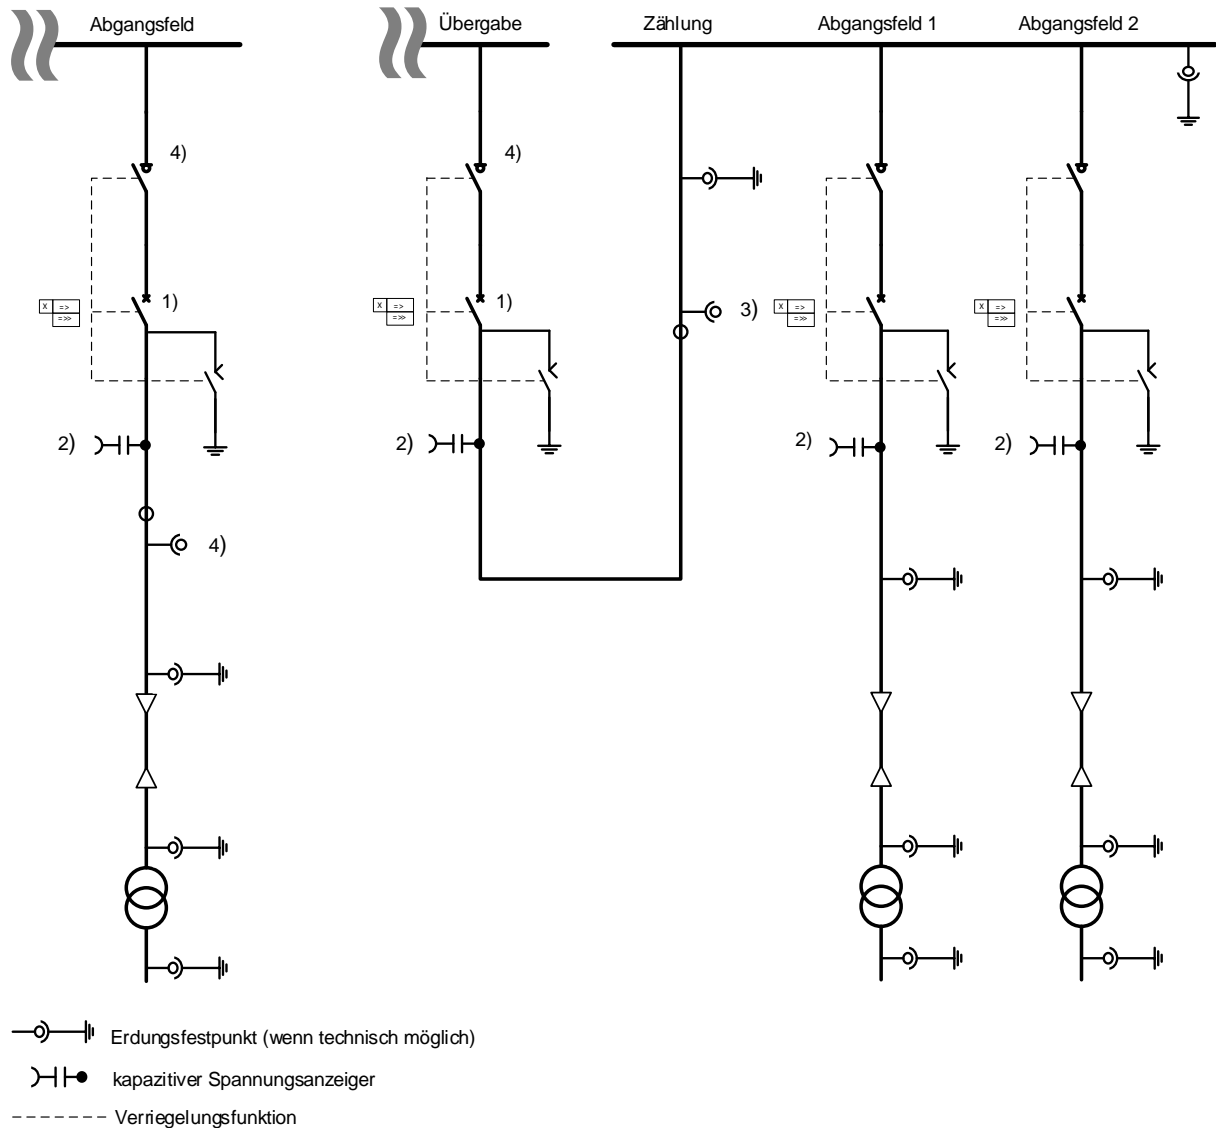 Abgangsfeld
Übergabe
Zählung
Abgangsfeld 1
Abgangsfeld 2
4)
4)
X =>
=>>
1)
X =>
=>>
1)
3)
X =>
=>>
X =>
=>>
2)
2)
2)
2)
4)
Erdungsfestpunkt (wenn technisch möglich)
kapazitiver Spannungsanzeiger
Verriegelungsfunktion